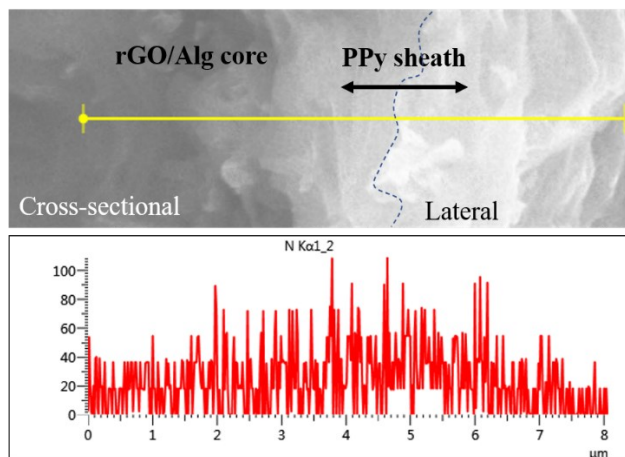 rGO/Alg core
PPy sheath
Cross-sectional
Lateral
N Kα1_2
100
80
60
40
20
0
0 1 2 3 4 5 6 7 8
µm